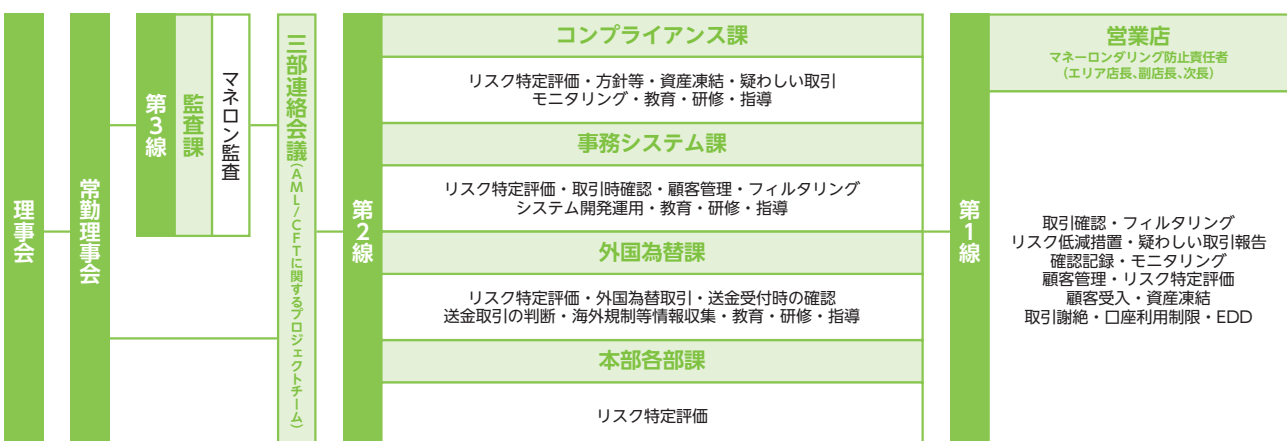 理事会
常勤理事会
第3線
監査課
マネロン監査
三部連絡会議(AML/CFTに関するプロジェクトチーム)
第2線
コンプライアンス課
リスク特定評価・方針等・資産凍結・疑わしい取引
モニタリング・教育・研修・指導
事務システム課
リスク特定評価・取引時確認・顧客管理・フィルタリング
システム開発運用・教育・研修・指導
外国為替課
リスク特定評価・外国為替取引・送金受付時の確認
送金取引の判断・海外規制等情報収集・教育・研修・指導
本部各部課
リスク特定評価
第1線
営業店
マネーロンダリング防止責任者
(エリア店長、副店長、次長)
取引確認・フィルタリング
リスク低減措置・疑わしい取引報告
確認記録・モニタリング
顧客管理・リスク特定評価
顧客受入・資産凍結
取引謝絶・口座利用制限・EDD